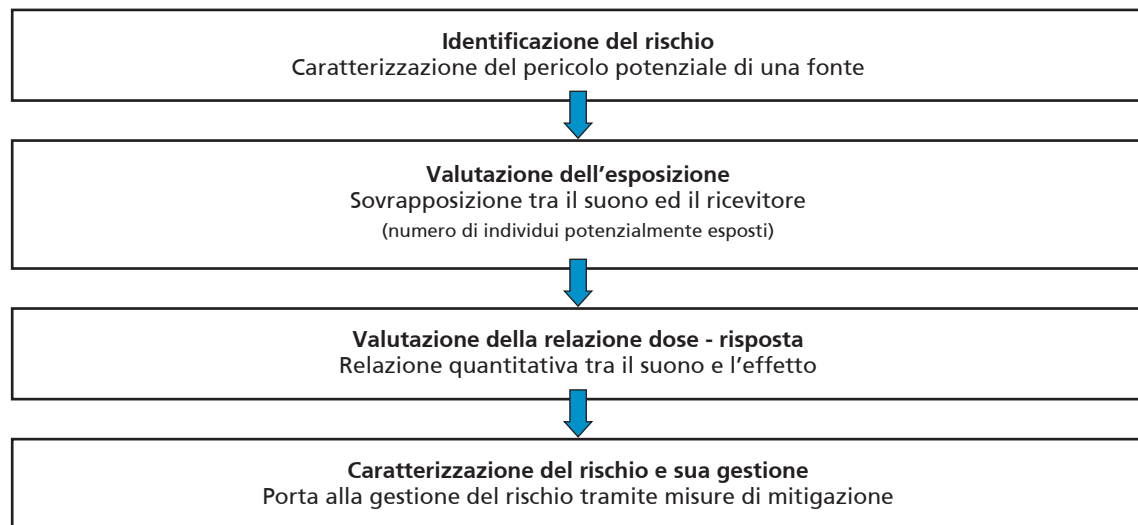 Identificazione del rischio
Caratterizzazione del pericolo potenziale di una fonte
Valutazione dell’esposizione
Sovrapposizione tra il suono ed il ricevitore
(numero di individui potenzialmente esposti)
Valutazione della relazione dose - risposta
Relazione quantitativa tra il suono e l’effetto
Caratterizzazione del rischio e sua gestione
Porta alla gestione del rischio tramite misure di mitigazione